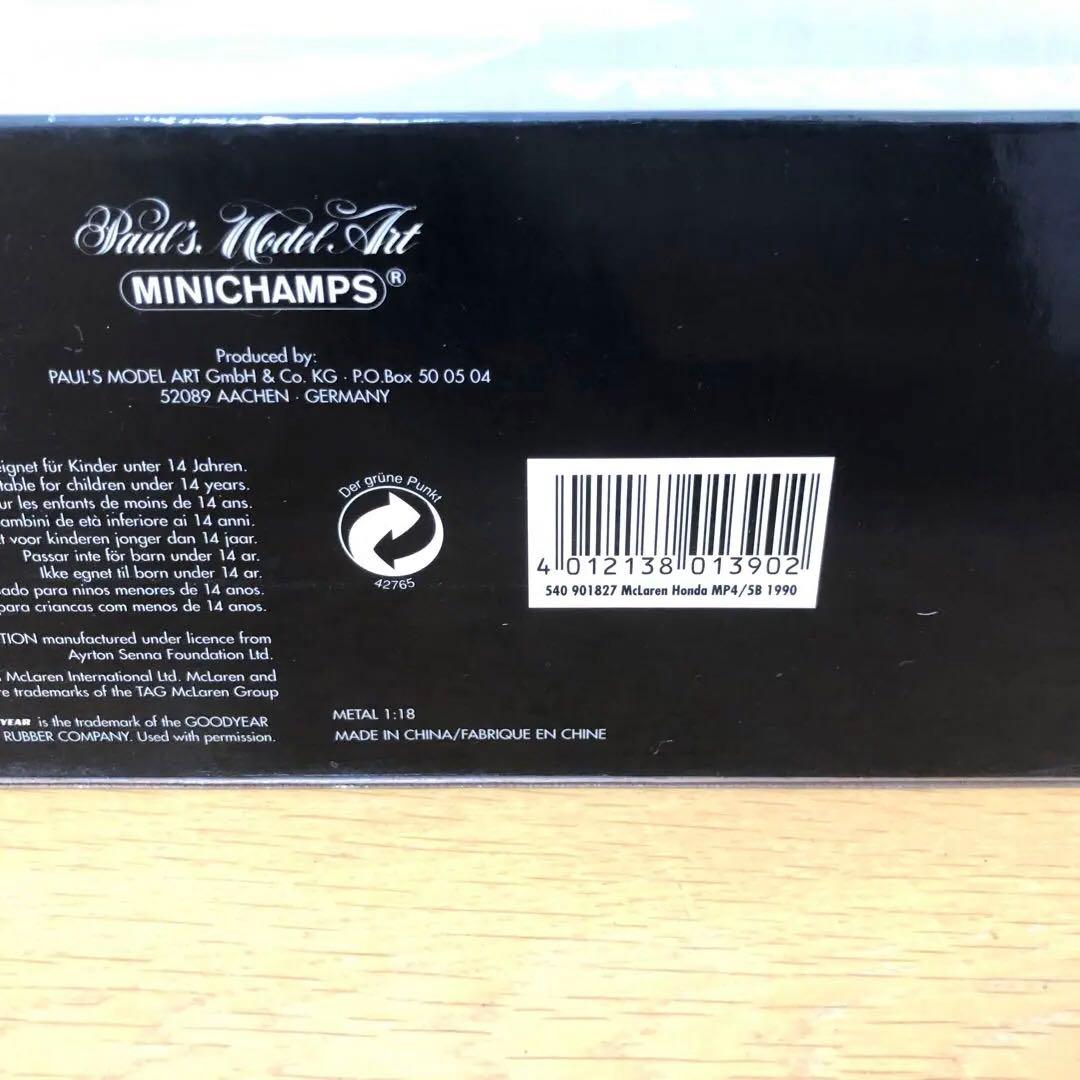 Paul's Model Art
MINICHAMPS®
Produced by:
PAUL'S MODEL ART GmbH & Co. KG · P.O.Box 50 05 04
52089 AACHEN · GERMANY
eignet für Kinder unter 14 Jahren.
table for children under 14 years.
ur les enfants de moins de 14 ans.
ambini de età inferiore ai 14 anni.
t voor kinderen jonger dan 14 jaar.
Passar inte för barn under 14 ar.
Ikke egnet til born under 14 ar.
ado para ninos menores de 14 anos.
para criancas com menos de 14 anos.
TION manufactured under licence from
Ayrton Senna Foundation Ltd.
McLaren International Ltd. McLaren and
re trademarks of the TAG McLaren Group
YEAR is the trademark of the GOODYEAR
RUBBER COMPANY. Used with permission.
Der grüne Punkt
42765
METAL 1:18
MADE IN CHINA/FABRIQUE EN CHINE
4 012138 013902
540 901827 McLaren Honda MP4/5B 1990